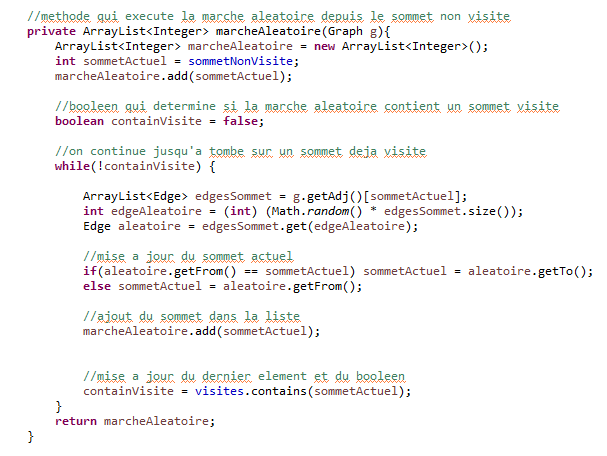 //methode qui execute la marche aleatoire depuis le sommet non visite
private ArrayList<Integer> marcheAleatoire(Graph g){
ArrayList<Integer> marcheAleatoire = new ArrayList<Integer>();
int sommetActuel = sommetNonVisite;
marcheAleatoire.add(sommetActuel);
//booleen qui determine si la marche aleatoire contient un sommet visite
boolean containVisite = false;
//on continue jusqu'a tombe sur un sommet deja visite
while(!containVisite) {
ArrayList<Edge> edgesSommet = g.getAdj()[sommetActuel];
int edgeAleatoire = (int) (Math.random() * edgesSommet.size());
Edge aleatoire = edgesSommet.get(edgeAleatoire);
//mise a jour du sommet actuel
if(aleatoire.getFrom() == sommetActuel) sommetActuel = aleatoire.getTo();
else sommetActuel = aleatoire.getFrom();
//ajout du sommet dans la liste
marcheAleatoire.add(sommetActuel);
//mise a jour du dernier element et du booleen
containVisite = visites.contains(sommetActuel);
}
return marcheAleatoire;
}